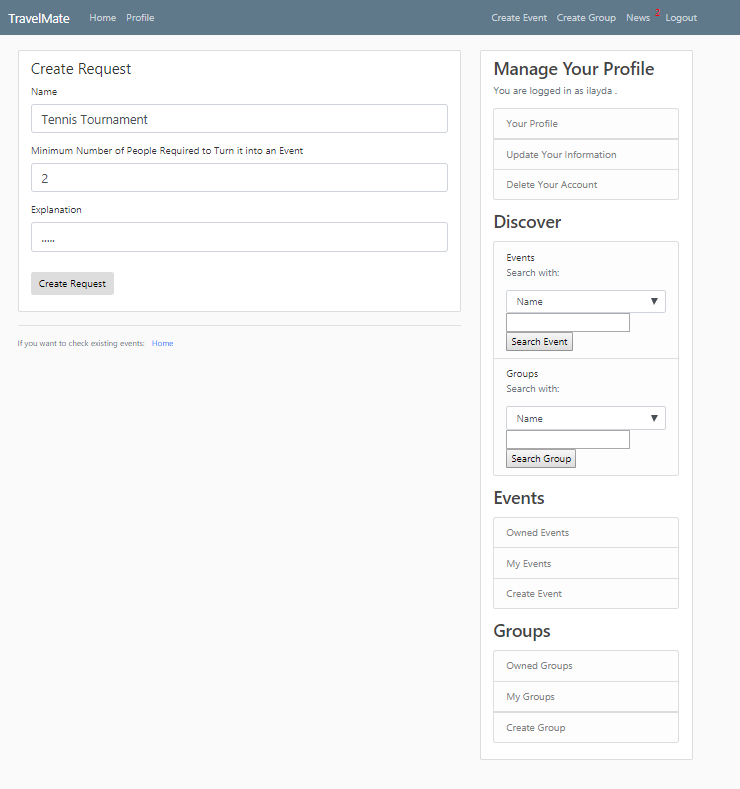 TravelMate Home Profile Create Event Create Group News 2 Logout
Create Request
Name
Tennis Tournament
Minimum Number of People Required to Turn it into an Event
2
Explanation
.....
Create Request
If you want to check existing events: Home
Manage Your Profile
You are logged in as ilayda .
Your Profile
Update Your Information
Delete Your Account
Discover
Events
Search with:
Name
Search Event
Groups
Search with:
Name
Search Group
Events
Owned Events
My Events
Create Event
Groups
Owned Groups
My Groups
Create Group